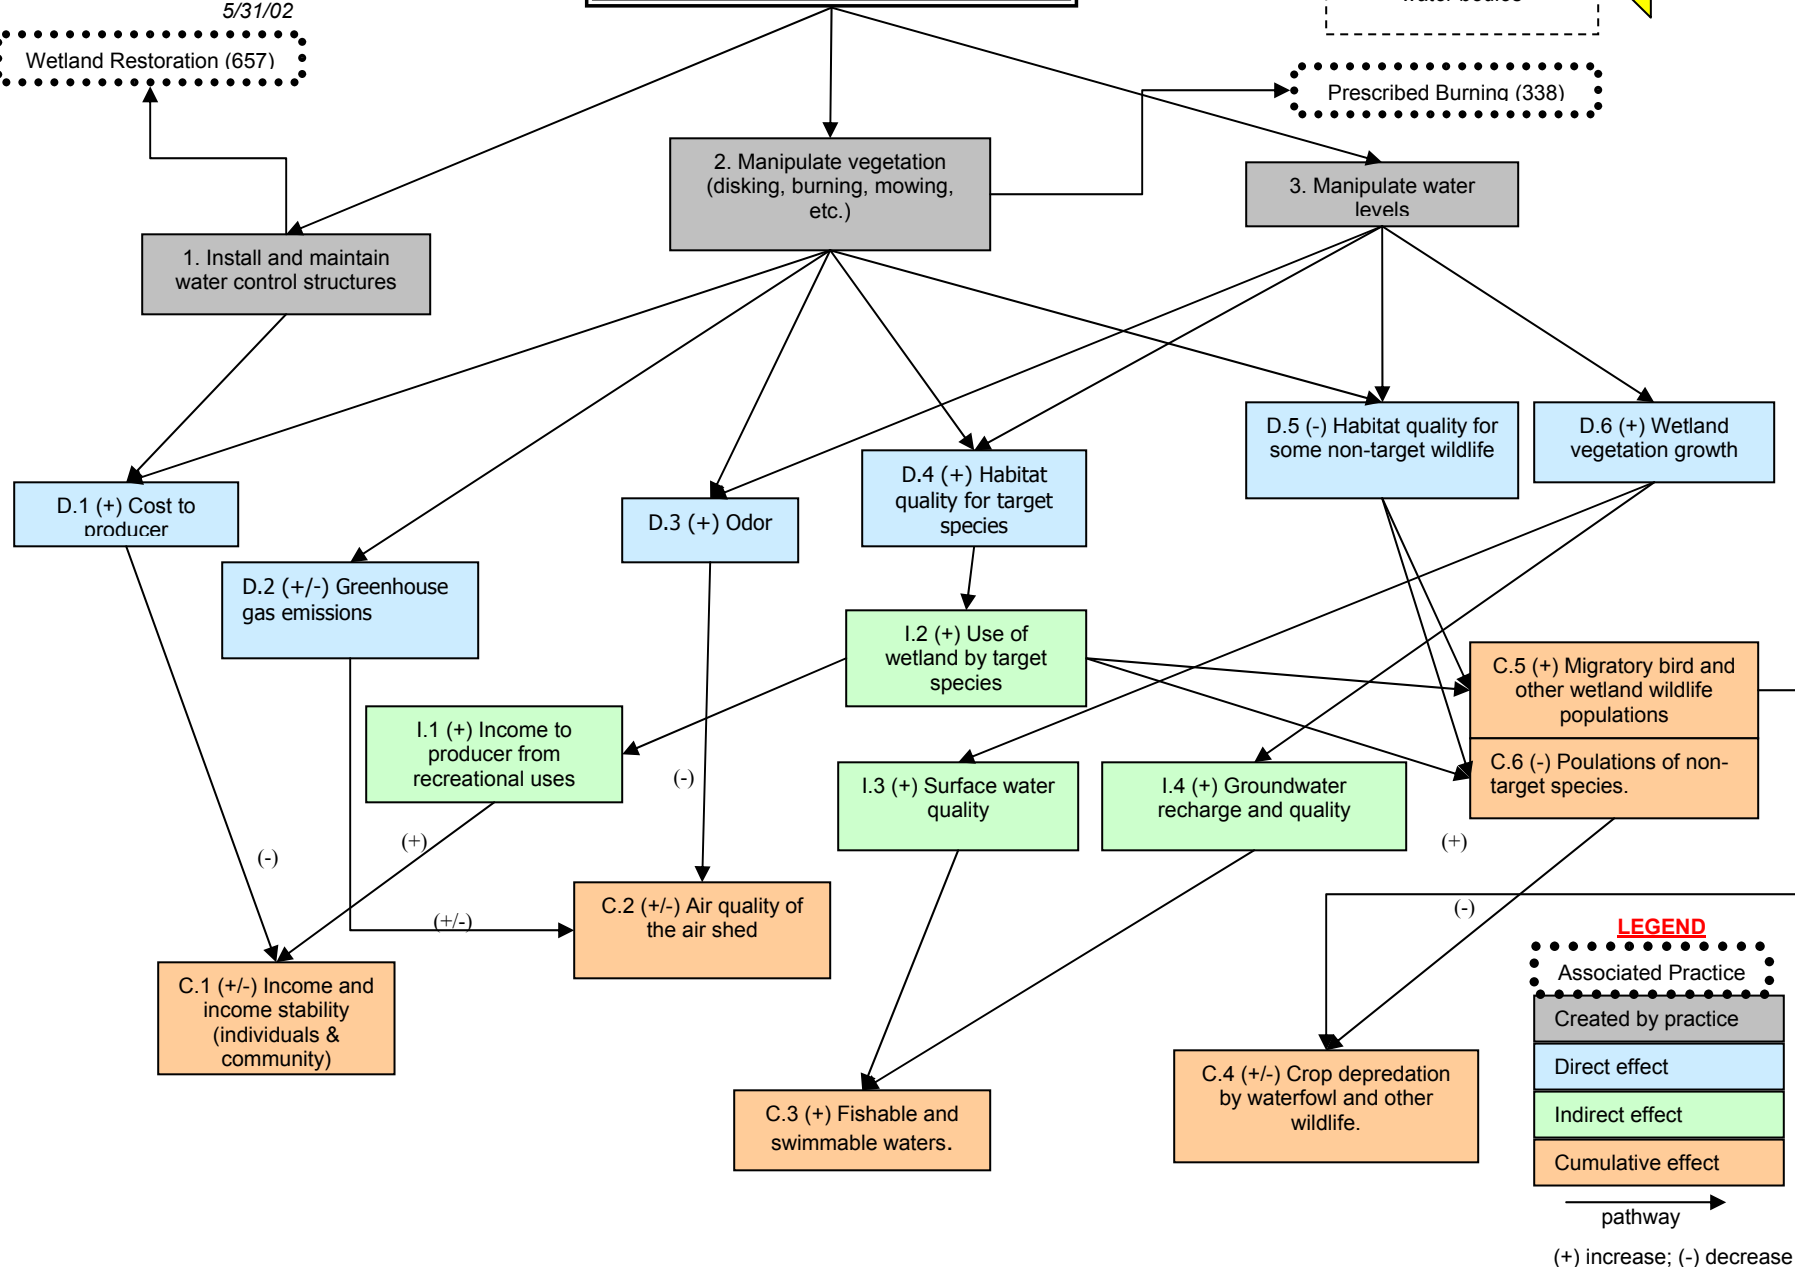 5/31/02
Wetland Restoration (657)
Prescribed Burning (338)
2. Manipulate vegetation
(disking, burning, mowing,
etc.)
3. Manipulate water
levels
1. Install and maintain
water control structures
D.5 (-) Habitat quality for
some non-target wildlife
D.6 (+) Wetland
vegetation growth
D.4 (+) Habitat
quality for target
species
D.1 (+) Cost to
producer
D.3 (+) Odor
D.2 (+/-) Greenhouse
gas emissions
I.2 (+) Use of
wetland by target
species
C.5 (+) Migratory bird and
other wetland wildlife
populations
I.1 (+) Income to
producer from
recreational uses
(-)
C.6 (-) Poulations of non-
target species.
I.3 (+) Surface water
quality
I.4 (+) Groundwater
recharge and quality
(+)
(+)
(-)
C.2 (+/-) Air quality of
the air shed
(+/-)
(-)
C.1 (+/-) Income and
income stability
(individuals &
community)
C.3 (+) Fishable and
swimmable waters.
C.4 (+/-) Crop depredation
by waterfowl and other
wildlife.
LEGEND
Associated Practice
Created by practice
Direct effect
Indirect effect
Cumulative effect
pathway
(+) increase; (-) decrease